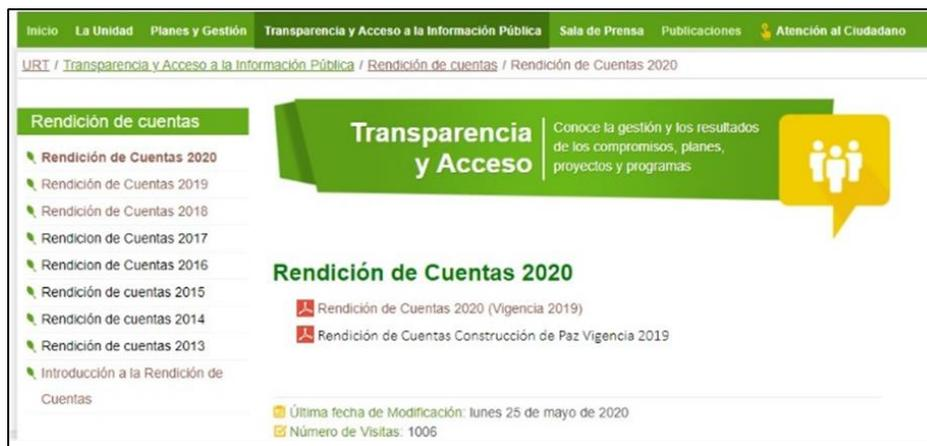 Inicio La Unidad Planes y Gestión Transparencia y Acceso a la Información Pública Sala de Prensa Publicaciones Atención al Ciudadano
URT / Transparencia y Acceso a la Información Pública / Rendición de cuentas / Rendición de Cuentas 2020
Rendición de cuentas
Rendición de Cuentas 2020
Rendición de Cuentas 2019
Rendición de Cuentas 2018
Rendicion de Cuentas 2017
Rendicion de Cuentas 2016
Rendición de cuentas 2015
Rendición de cuentas 2014
Rendición de cuentas 2013
Introducción a la Rendición de
Cuentas
Transparencia
y Acceso
Conoce la gestión y los resultados
de los compromisos, planes,
proyectos y programas
Rendición de Cuentas 2020
Rendición de Cuentas 2020 (Vigencia 2019)
Rendición de Cuentas Construcción de Paz Vigencia 2019
Última fecha de Modificación: lunes 25 de mayo de 2020
Número de Visitas: 1006